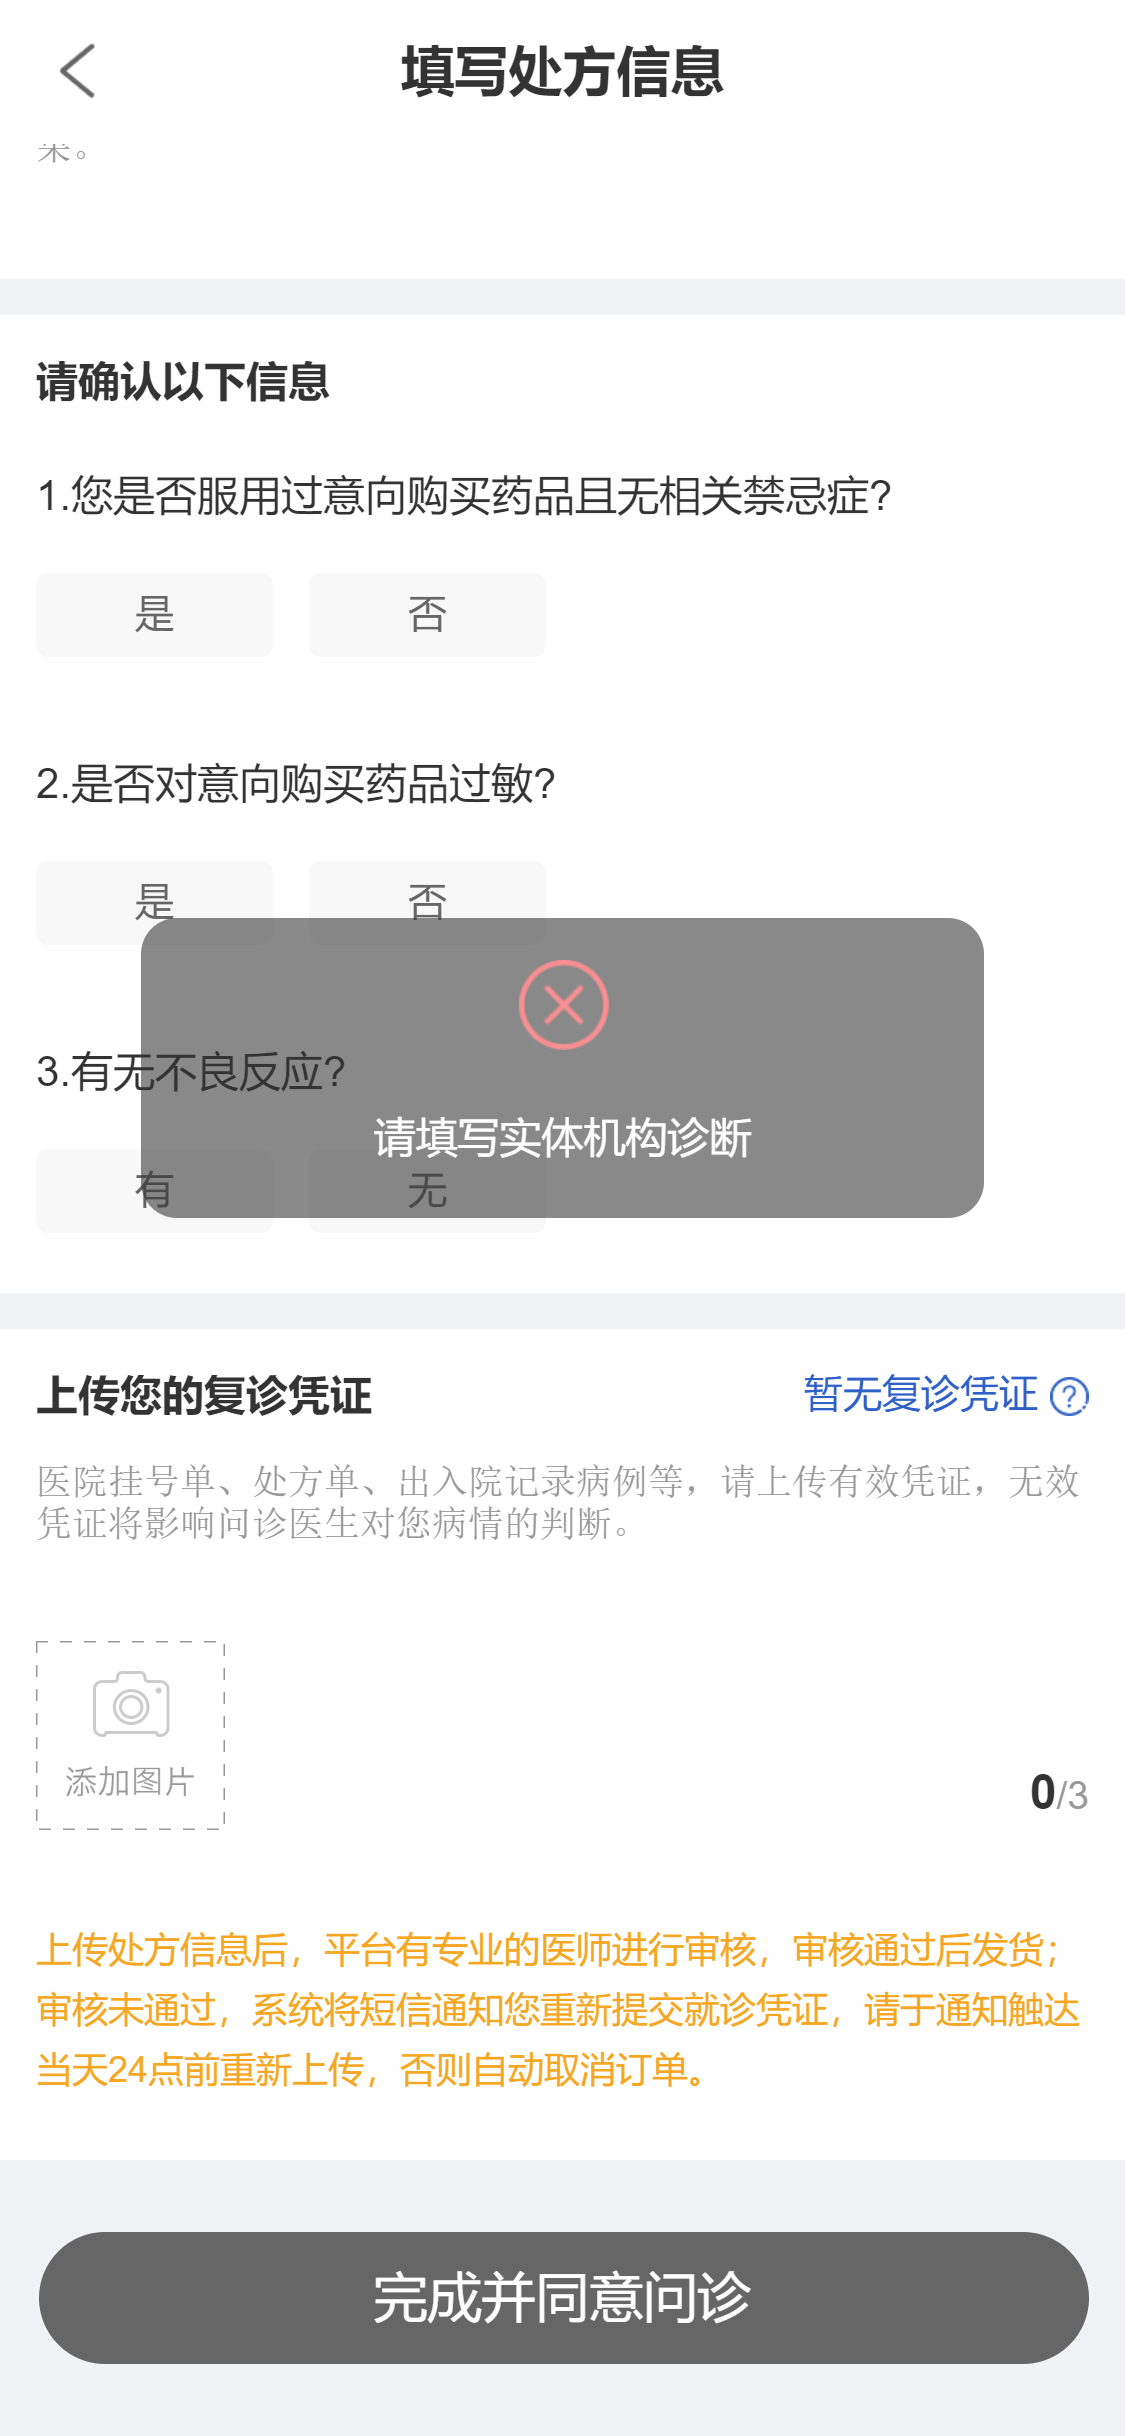 填写处方信息
果。
请确认以下信息
1.您是否服用过意向购买药品且无相关禁忌症?
是 否
2.是否对意向购买药品过敏?
是 否
3.有无不良反应?
请填写实体机构诊断
有 无
上传您的复诊凭证 暂无复诊凭证 ?
医院挂号单、处方单、出入院记录病例等，请上传有效凭证，无效
凭证将影响问诊医生对您病情的判断。
添加图片
0/3
上传处方信息后，平台有专业的医师进行审核，审核通过后发货；
审核未通过，系统将短信通知您重新提交就诊凭证，请于通知触达
当天24点前重新上传，否则自动取消订单。
完成并同意问诊